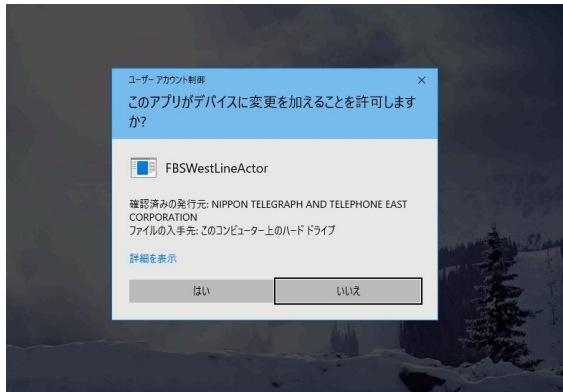 ユーザー アカウント制御
このアプリがデバイスに変更を加えることを許可します
か?
FBSWestLineActor
確認済みの発行元: NIPPON TELEGRAPH AND TELEPHONE EAST
CORPORATION
ファイルの入手先: このコンピューター上のハード ドライブ
詳細を表示
はい
いいえ